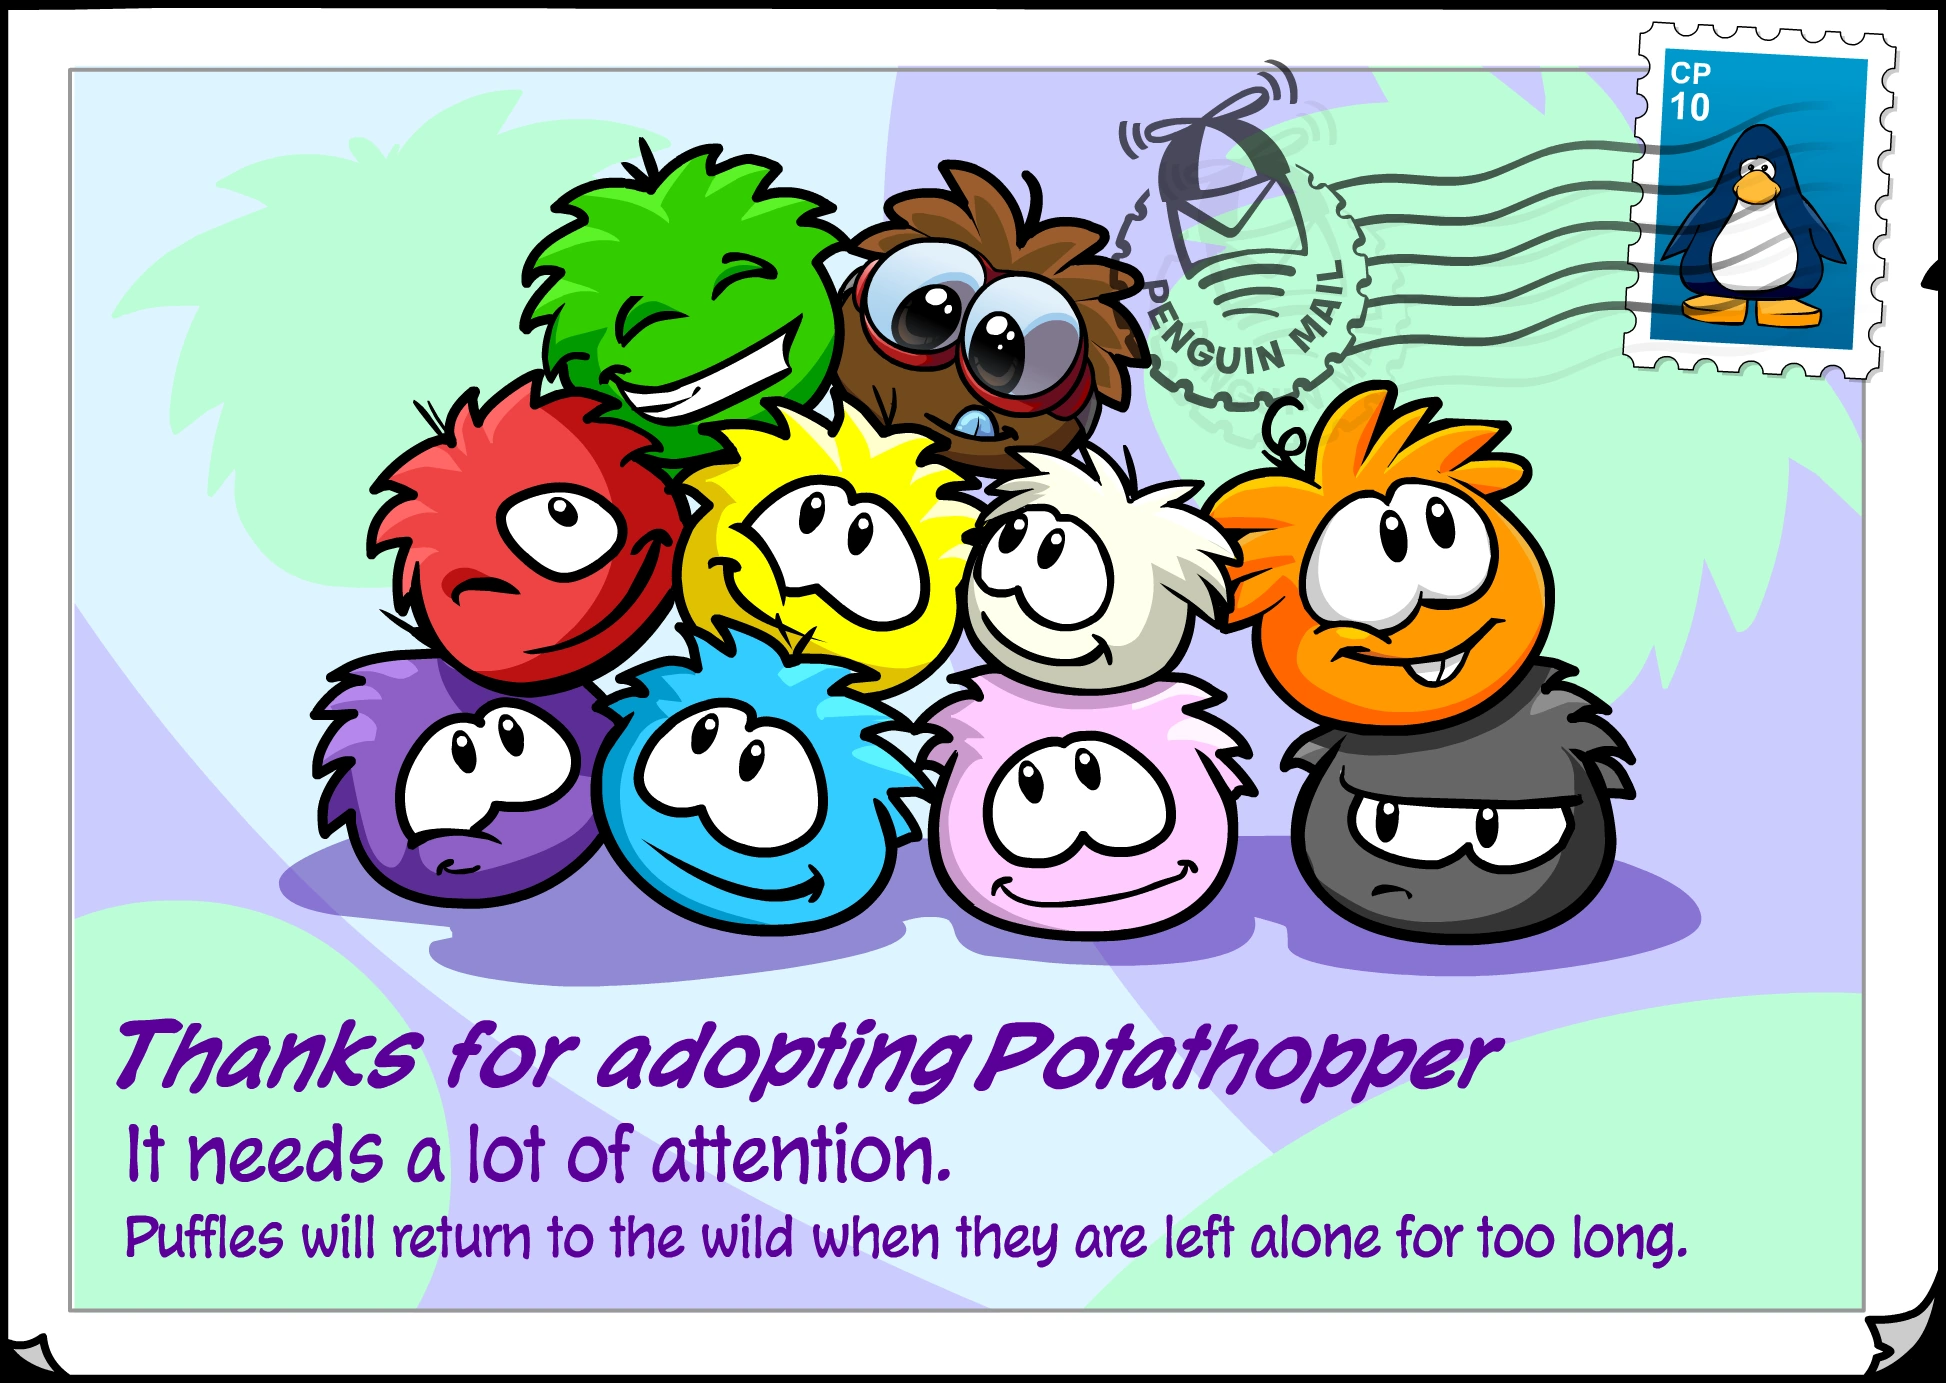 CP
10
PENGUIN MAIL
Thanks for adopting Potathopper
It needs a lot of attention.
Puffles will return to the wild when they are left alone for too long.